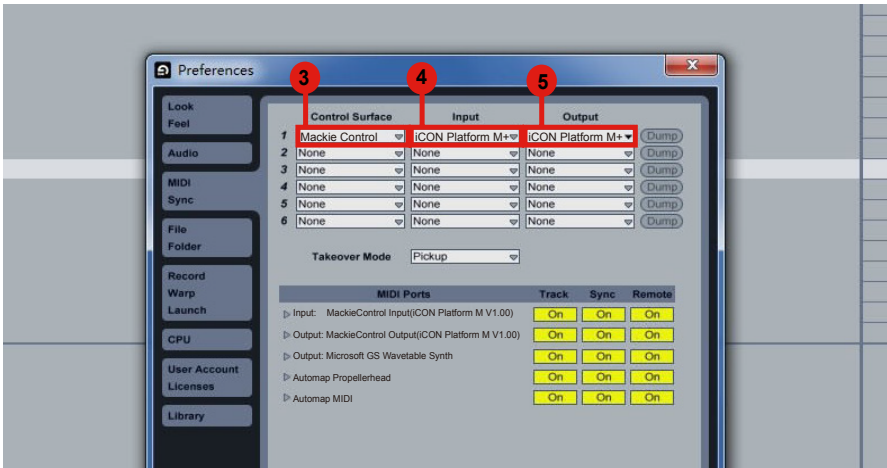 Preferences
3
4
5
Look
Feel
Audio
MIDI
Sync
File
Folder
Record
Warp
Launch
CPU
User Account
Licenses
Library
Control Surface Input Output
1 Mackie Control iCON Platform M+ iCON Platform M+ Dump
2 None None None Dump
3 None None None Dump
4 None None None Dump
5 None None None Dump
6 None None None Dump
Takeover Mode Pickup
MIDI Ports Track Sync Remote
Input: MackieControl Input(iCON Platform M V1.00) On On On
Output: MackieControl Output(iCON Platform M V1.00) On On On
Output: Microsoft GS Wavetable Synth On On On
Automap Propellerhead On On On
Automap MIDI On On On